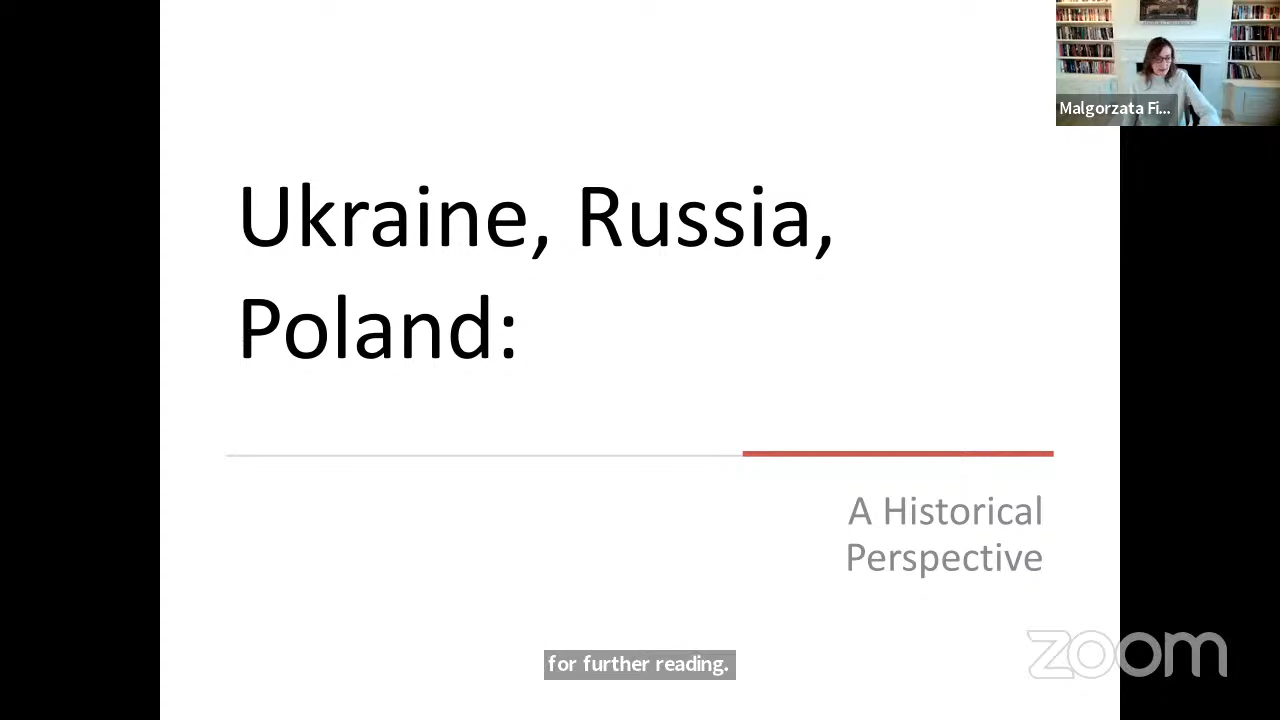 Malgorzata Fi...
Ukraine, Russia,
Poland:
A Historical
Perspective
for further reading.
zoom